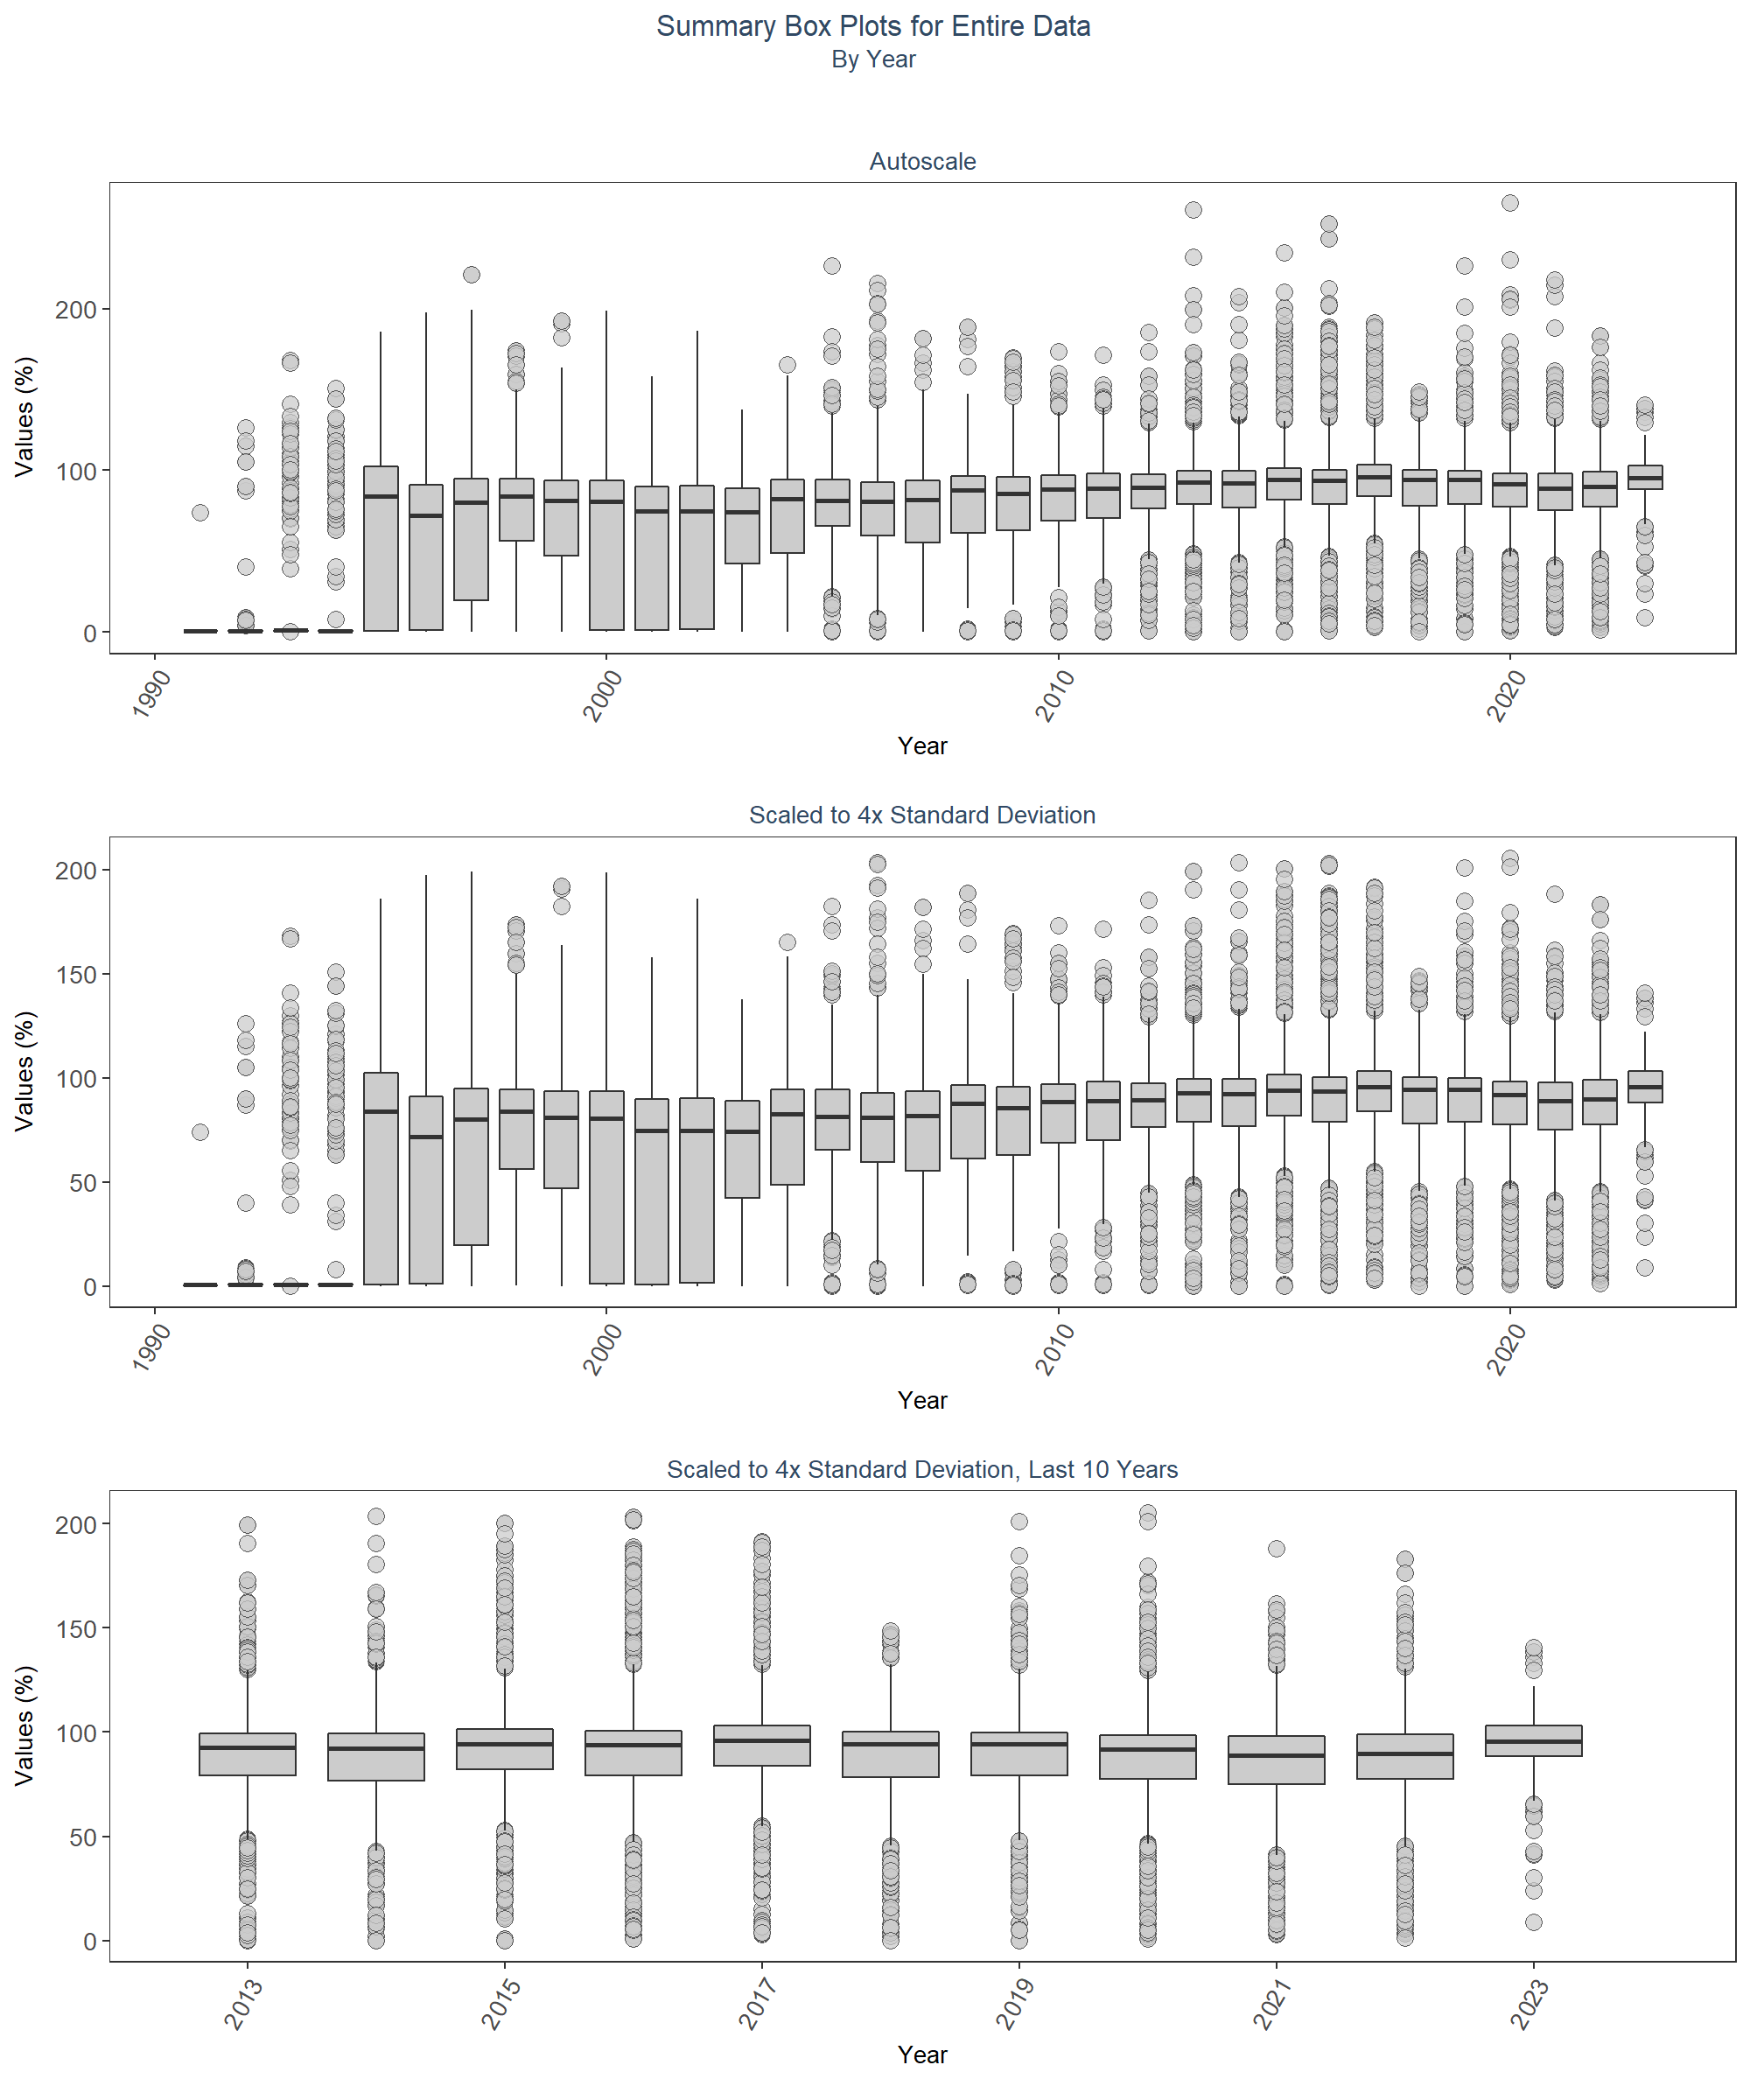 Summary Box Plots for Entire Data
By Year
Autoscale
Values (%)
200
100
0
1990
2000
2010
2020
Year
Scaled to 4x Standard Deviation
Values (%)
200
150
100
50
0
1990
2000
2010
2020
Year
Scaled to 4x Standard Deviation, Last 10 Years
Values (%)
200
150
100
50
0
2013
2015
2017
2019
2021
2023
Year